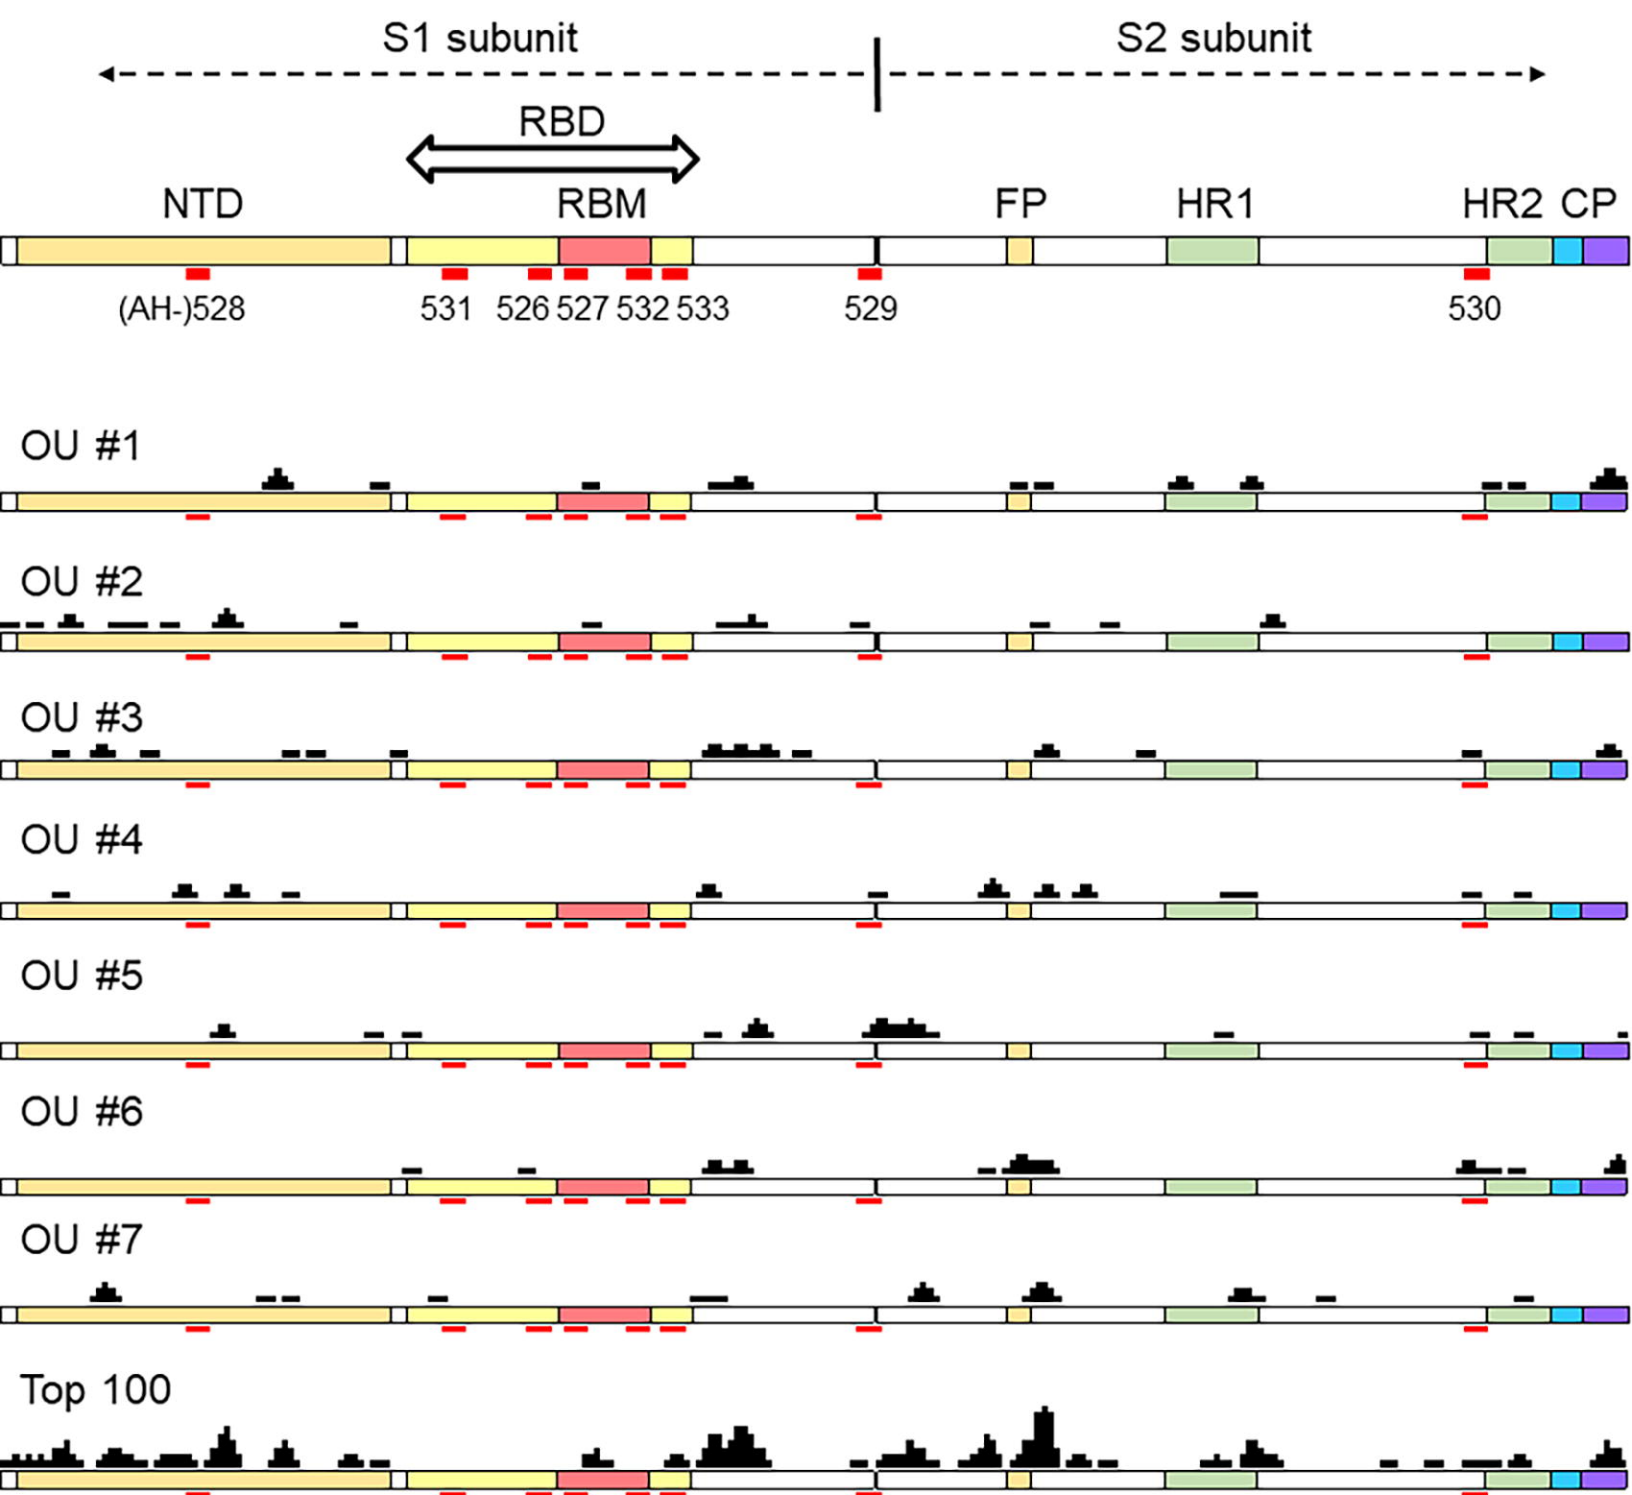 S1 subunit S2 subunit
RBD
NTD RBM FP HR1 HR2 CP
(AH-)528 531 526 527 532 533 529 530
OU #1
OU #2
OU #3
OU #4
OU #5
OU #6
OU #7
Top 100